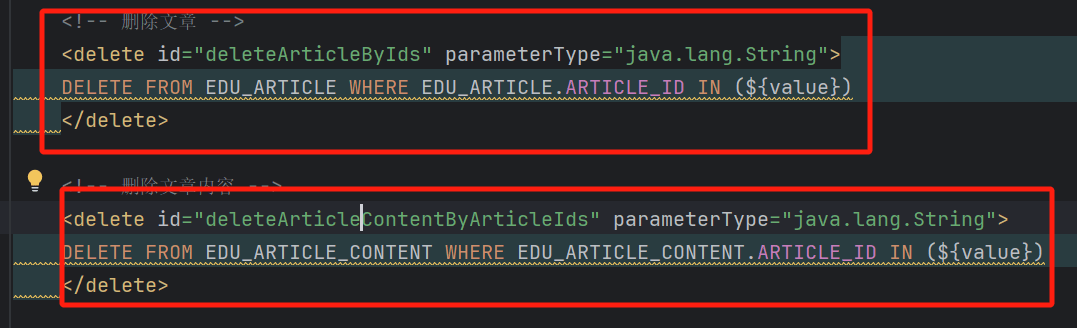 <!-- 删除文章 -->
<delete id="deleteArticleByIds" parameterType="java.lang.String">
DELETE FROM EDU_ARTICLE WHERE EDU_ARTICLE.ARTICLE_ID IN (${value})
</delete>
<!-- 删除文章内容 -->
<delete id="deleteArticleContentByArticleIds" parameterType="java.lang.String">
DELETE FROM EDU_ARTICLE_CONTENT WHERE EDU_ARTICLE_CONTENT.ARTICLE_ID IN (${value})
</delete>